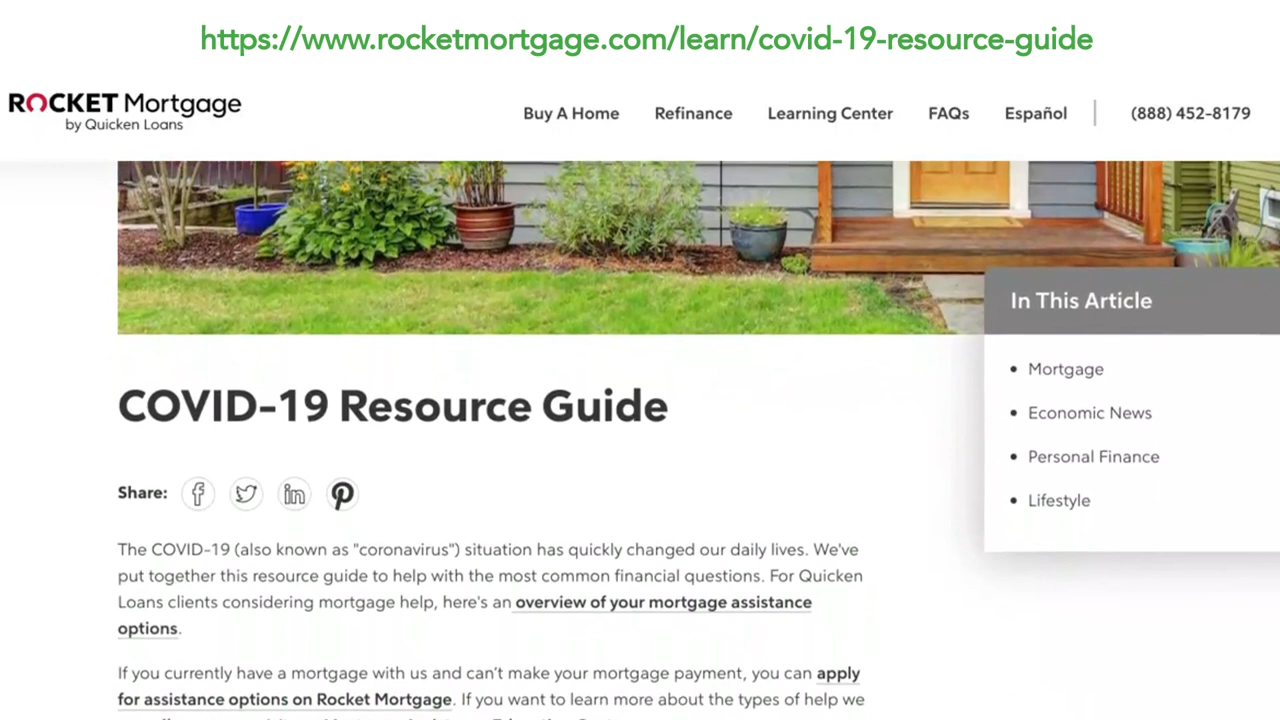 https://www.rocketmortgage.com/learn/covid-19-resource-guide
ROCKET Mortgage
by Quicken Loans
Buy A Home Refinance Learning Center FAQs Español (888) 452-8179
In This Article
Mortgage
Economic News
Personal Finance
Lifestyle
COVID-19 Resource Guide
Share:
The COVID-19 (also known as "coronavirus") situation has quickly changed our daily lives. We've
put together this resource guide to help with the most common financial questions. For Quicken
Loans clients considering mortgage help, here's an overview of your mortgage assistance
options.
If you currently have a mortgage with us and can't make your mortgage payment, you can apply
for assistance options on Rocket Mortgage. If you want to learn more about the types of help we